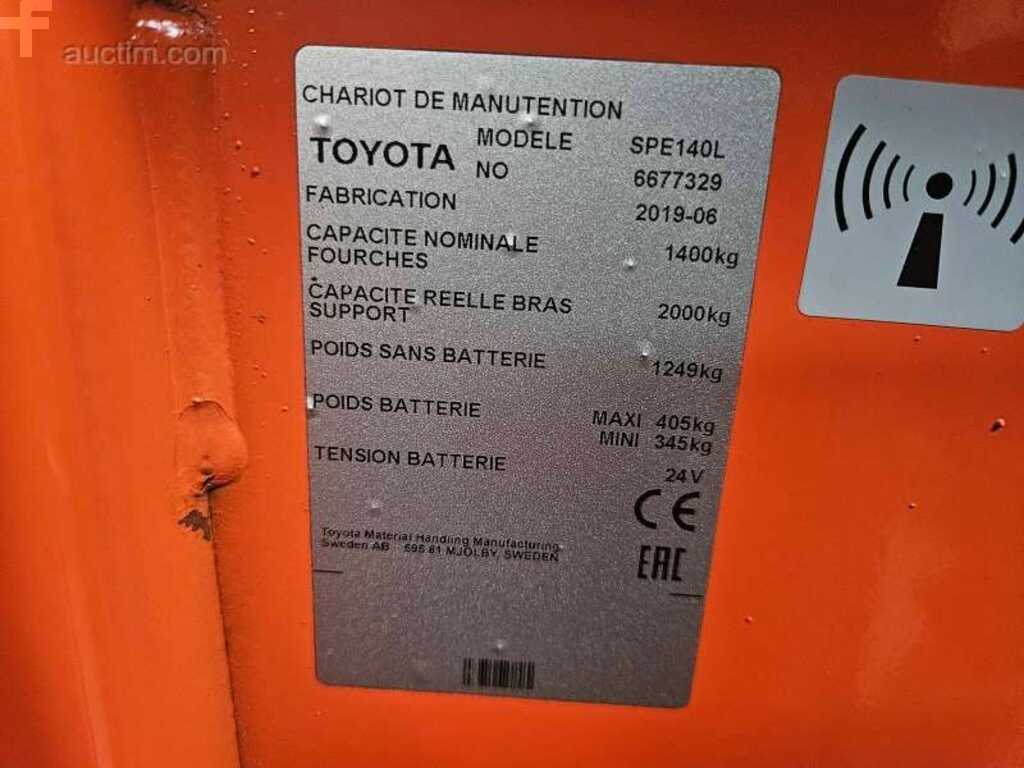 auctim.com
CHARIOT DE MANUTENTION
TOYOTA MODELE SPE140L
NO 6677329
FABRICATION 2019-06
CAPACITE NOMINALE
FOURCHES 1400kg
CAPACITE REELLE BRAS
SUPPORT 2000kg
POIDS SANS BATTERIE 1249kg
POIDS BATTERIE MAXI 405kg
MINI 345kg
TENSION BATTERIE 24V
CE
Toyota Material Handling Manufacturing
Sweden AB 595 81 MJÖLBY, SWEDEN
EAC